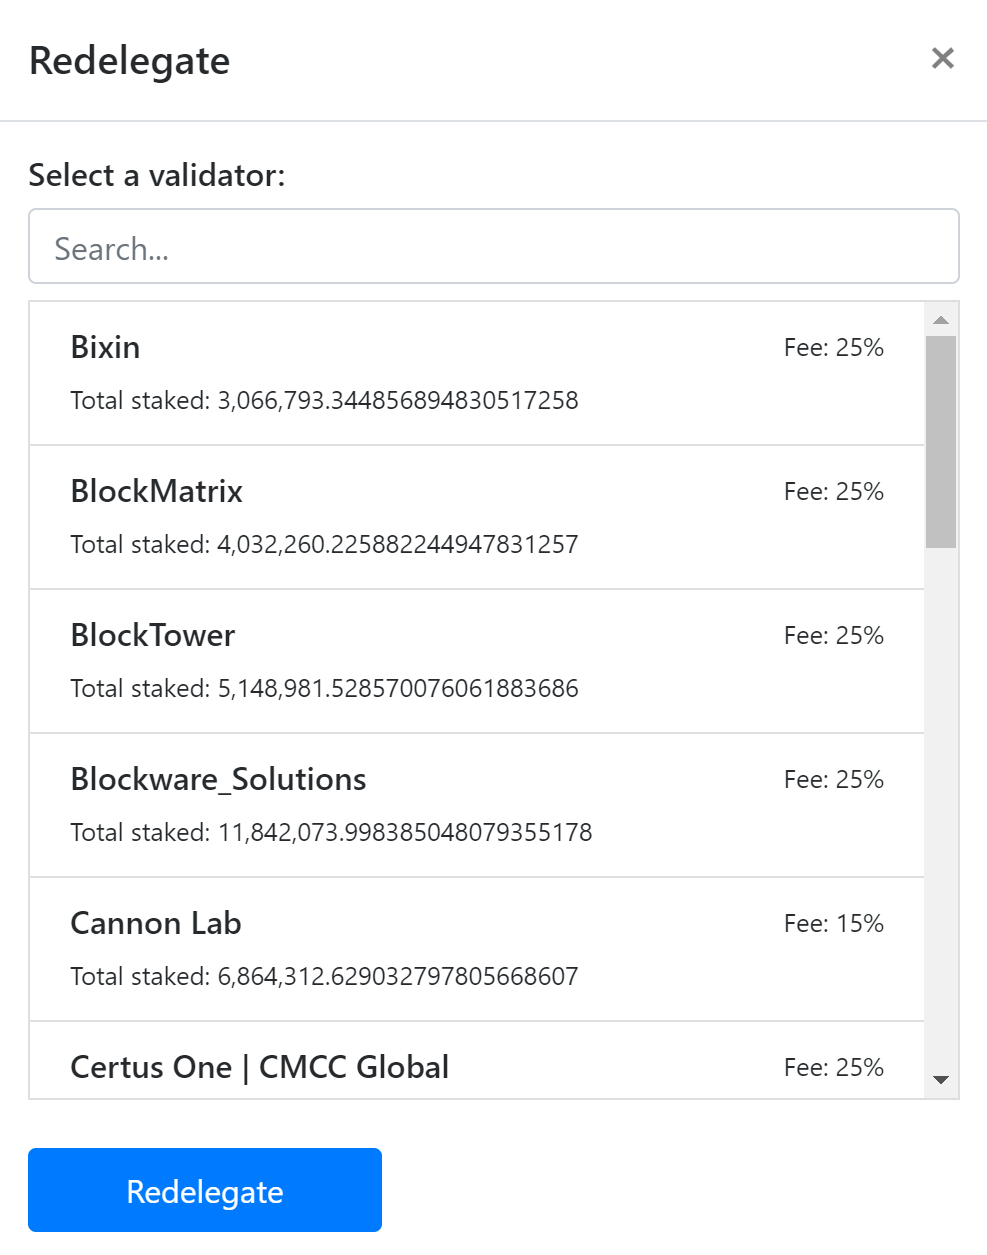 Redelegate
Select a validator:
Search...
Bixin Fee: 25%
Total staked: 3,066,793.344856894830517258
BlockMatrix Fee: 25%
Total staked: 4,032,260.225882244947831257
BlockTower Fee: 25%
Total staked: 5,148,981.528570076061883686
Blockware_Solutions Fee: 25%
Total staked: 11,842,073.998385048079355178
Cannon Lab Fee: 15%
Total staked: 6,864,312.629032797805668607
Certus One | CMCC Global Fee: 25%
Redelegate